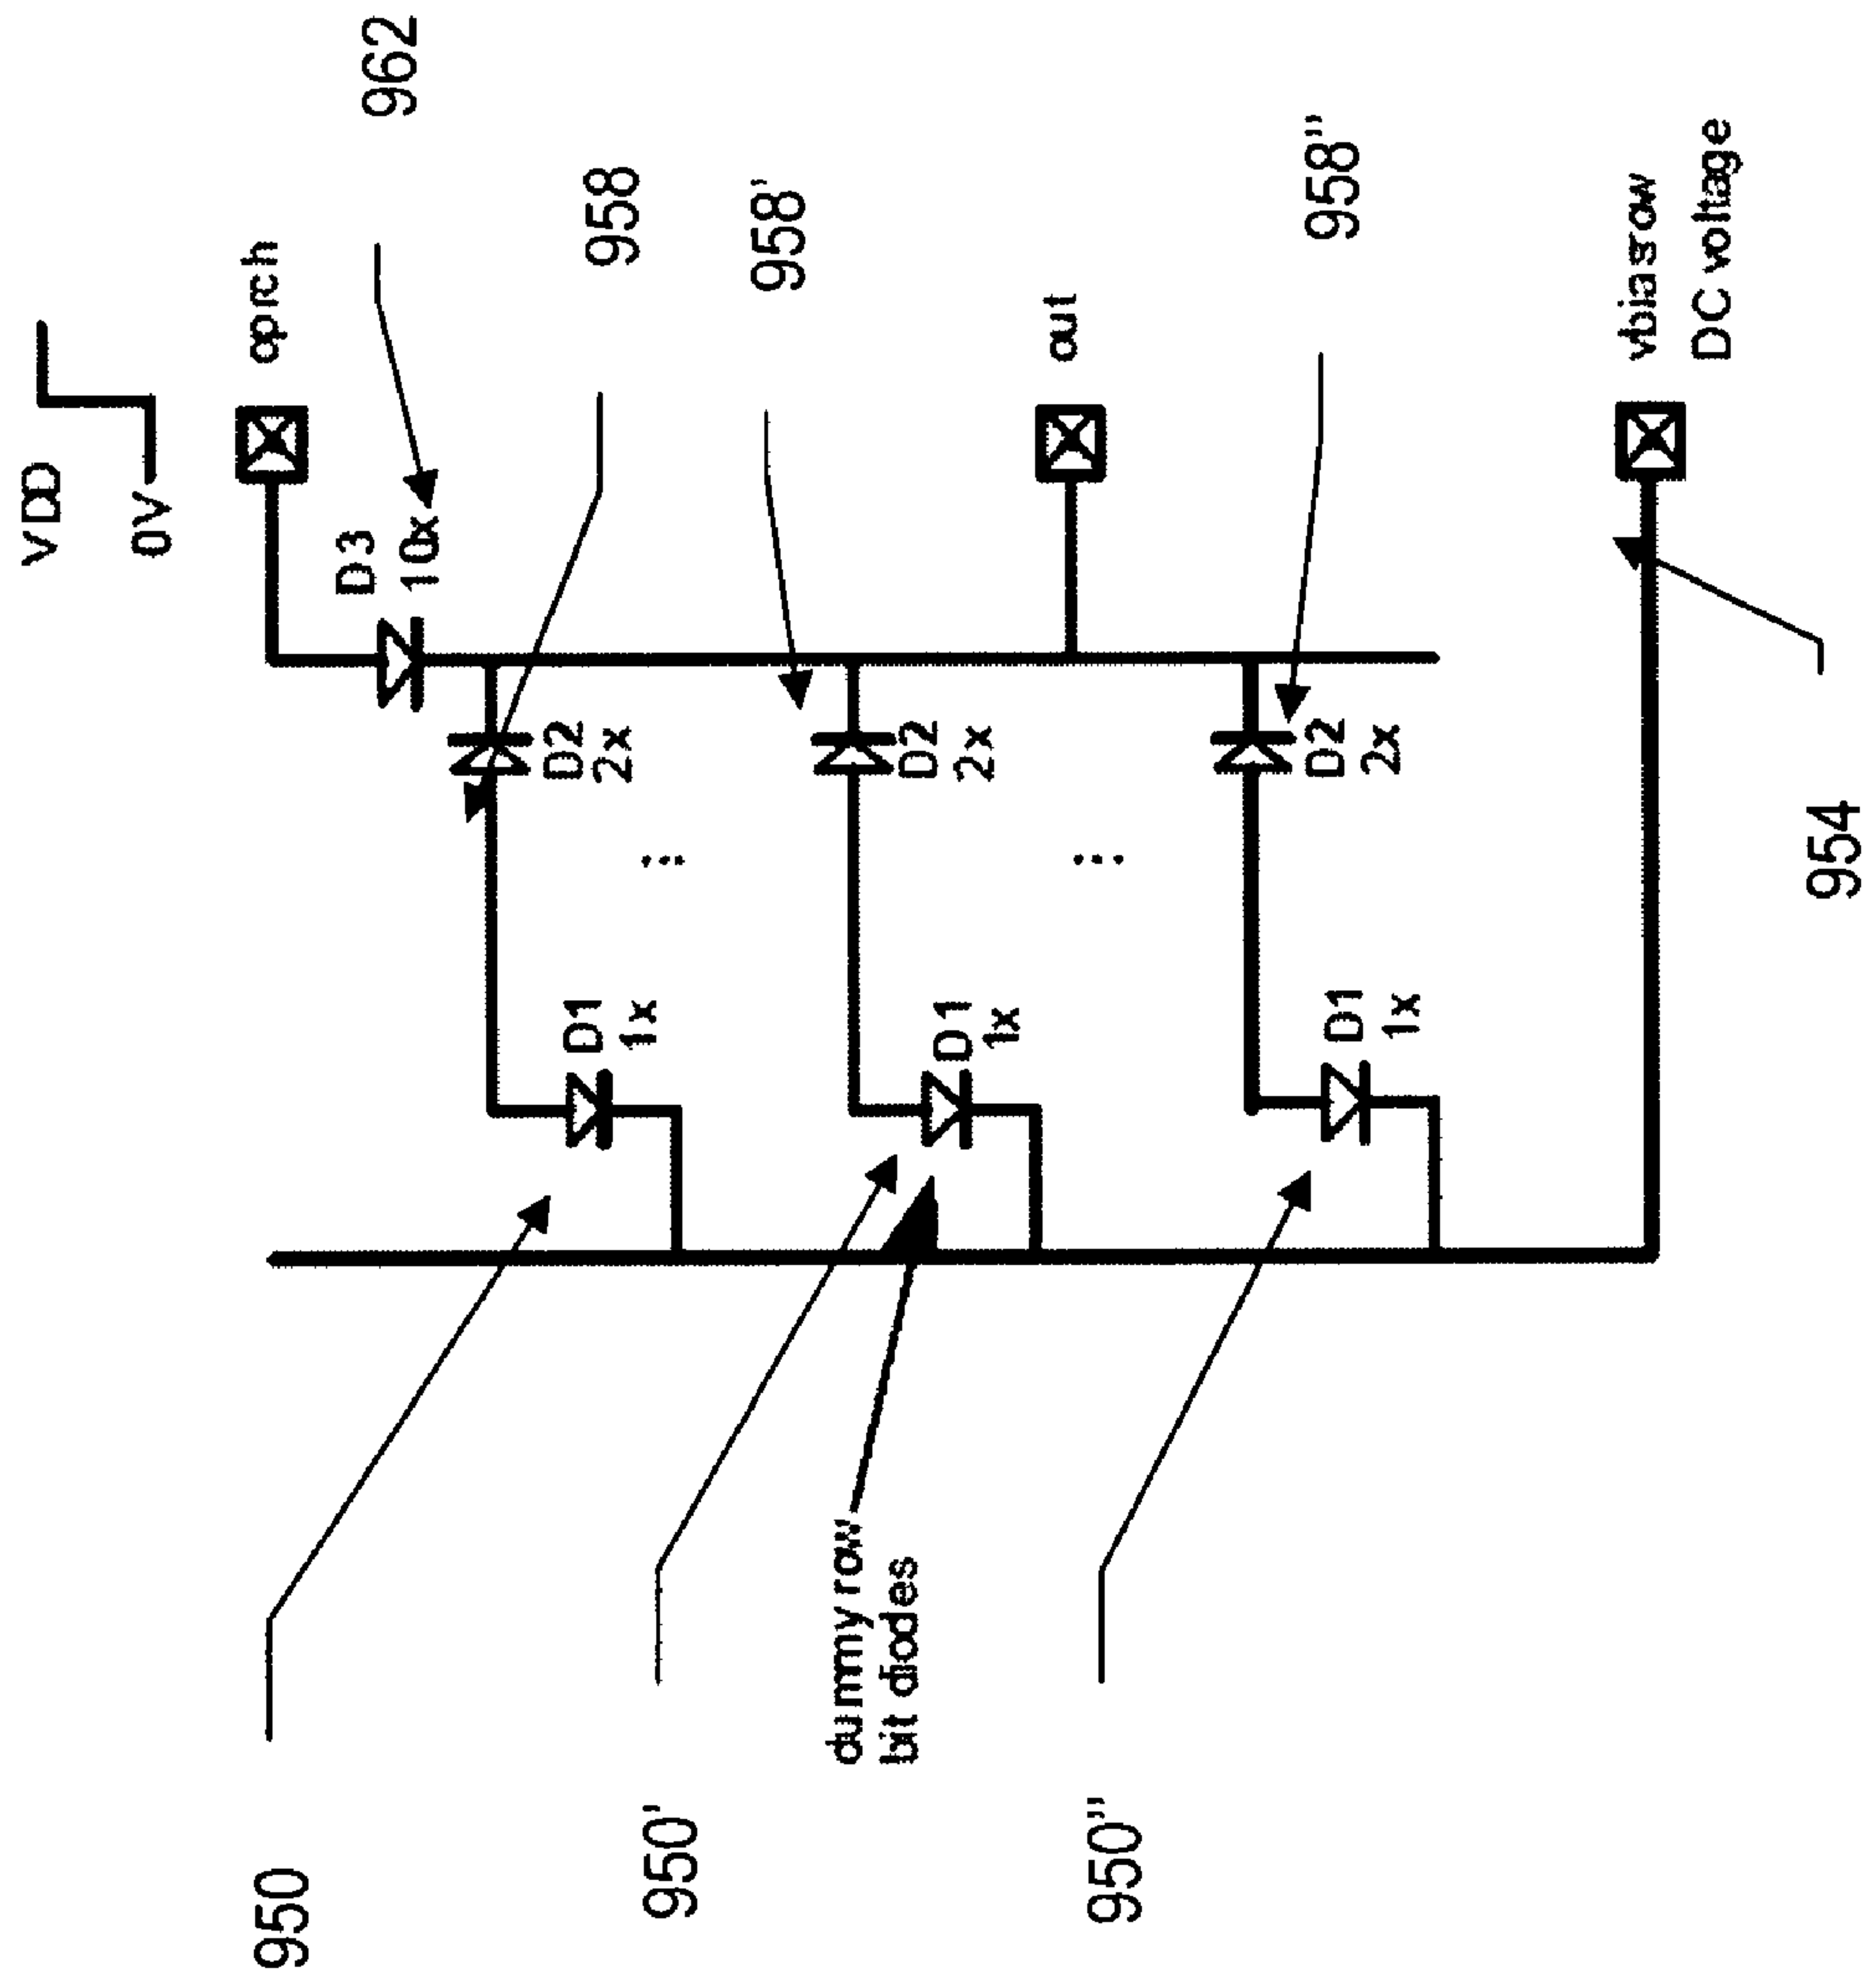 VDD
0V
oprch
950
D3
10x
962
D1
1x
D2
2x
958
950'
958'
dummy row
bit diodes
D1
1x
D2
2x
out
950"
D1
1x
D2
2x
958"
vbiasrow
DC voltage
954